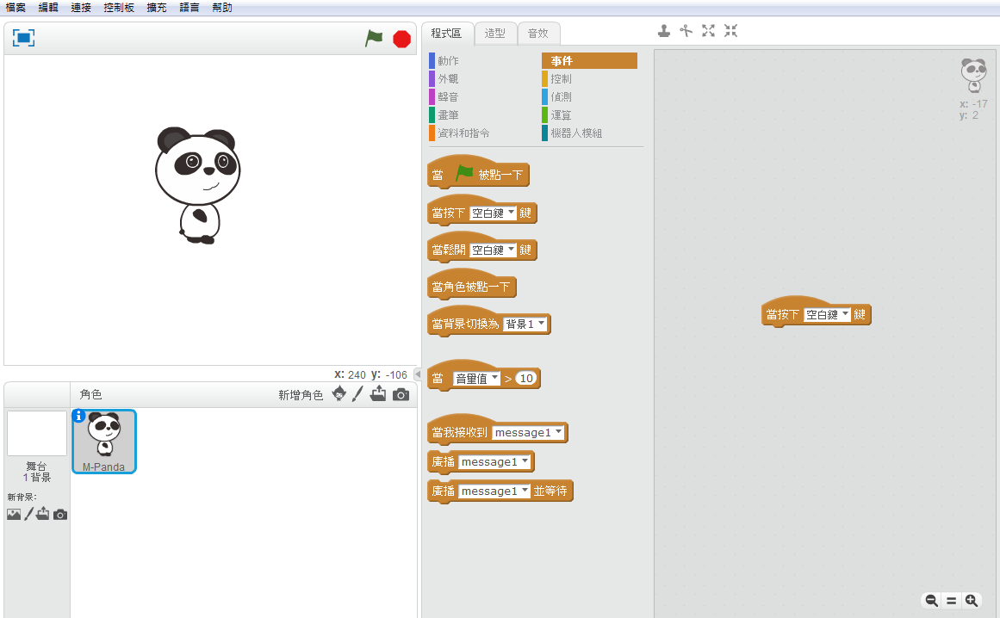 檔案 編輯 連接 控制板 擴充 語言 幫助
程式區 造型 音效
動作 事件
外觀 控制
聲音 偵測
畫筆 運算
資料和指令 機器人模組
當 被點一下
當按下 空白鍵 鍵
當鬆開 空白鍵 鍵
當角色被點一下
當背景切換為 背景1
當 音量值 > 10
當我接收到 message1
廣播 message1
廣播 message1 並等待
x: -17
y: 2
當按下 空白鍵 鍵
x: 240 y: -106
角色 新增角色
舞台
1 背景
新背景:
M-Panda